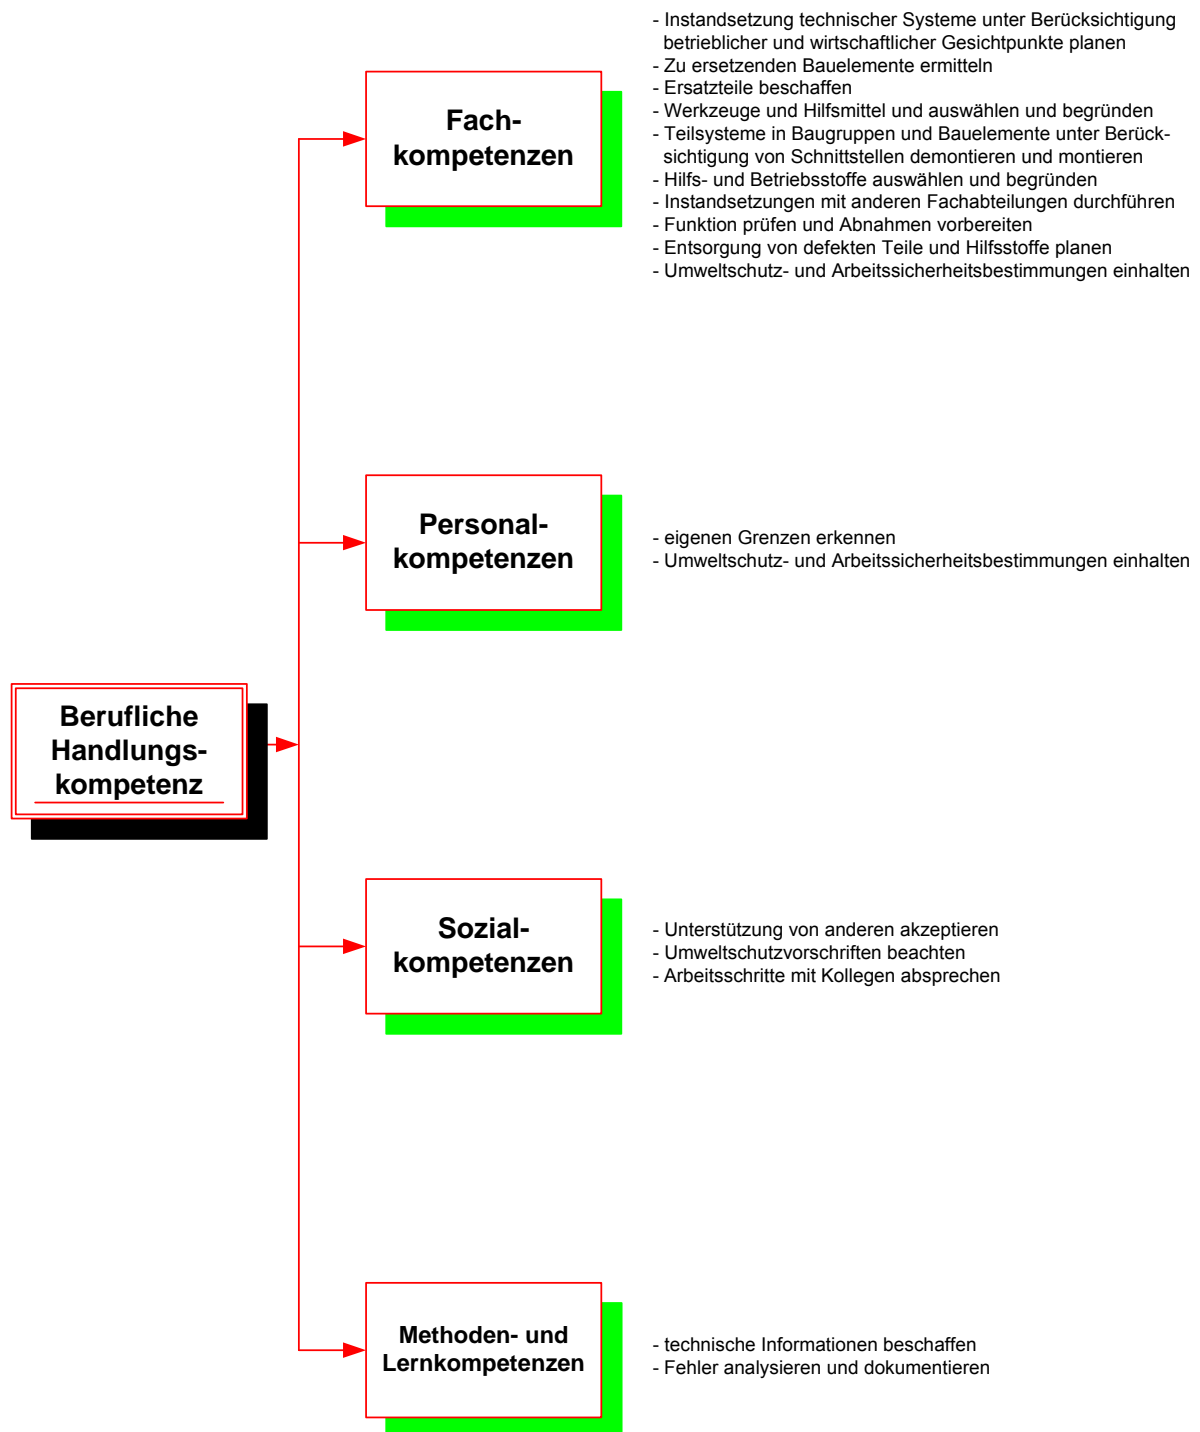 - Instandsetzung technischer Systeme unter Berücksichtigung
betrieblicher und wirtschaftlicher Gesichtpunkte planen
- Zu ersetzenden Bauelemente ermitteln
- Ersatzteile beschaffen
- Werkzeuge und Hilfsmittel und auswählen und begründen
- Teilsysteme in Baugruppen und Bauelemente unter Berück-
sichtigung von Schnittstellen demontieren und montieren
- Hilfs- und Betriebsstoffe auswählen und begründen
- Instandsetzungen mit anderen Fachabteilungen durchführen
- Funktion prüfen und Abnahmen vorbereiten
- Entsorgung von defekten Teile und Hilfsstoffe planen
- Umweltschutz- und Arbeitssicherheitsbestimmungen einhalten
Fach-
kompetenzen
Personal-
kompetenzen
- eigenen Grenzen erkennen
- Umweltschutz- und Arbeitssicherheitsbestimmungen einhalten
Berufliche
Handlungs-
kompetenz
Sozial-
kompetenzen
- Unterstützung von anderen akzeptieren
- Umweltschutzvorschriften beachten
- Arbeitsschritte mit Kollegen absprechen
Methoden- und
Lernkompetenzen
- technische Informationen beschaffen
- Fehler analysieren und dokumentieren